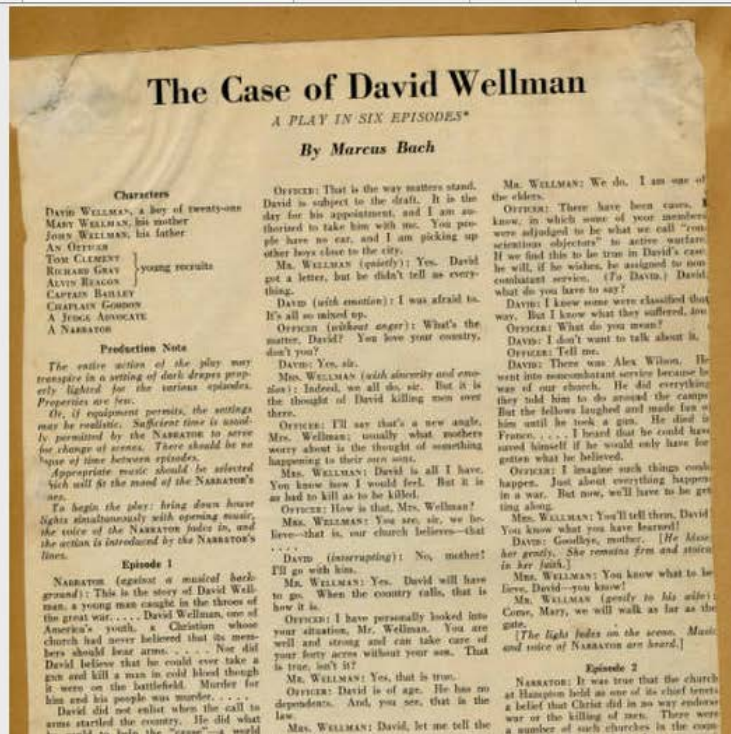 The Case of David Wellman
A PLAY IN SIX EPISODES*
By Marcus Bach
Characters
DAVID WELLMAN, a boy of twenty-one
MARY WELLMAN, his mother
JOHN WELLMAN, his father
AN OFFICER
TOM CLEMENT
RICHARD GRAY
ALVIN REAGON
young recruits
CAPTAIN BAILLEY
CHAPLAIN GORDON
A JUDGE ADVOCATE
A NARRATOR
Production Note
The entire action of the play may
transpire in a setting of dark drapes prop-
erly lighted for the various episodes.
Properties are few.
Or, if equipment permits, the settings
may be realistic. Sufficient time is usual-
ly permitted by the NARRATOR to serve
for change of scenes. There should be no
lapse of time between episodes.
Appropriate music should be selected
which will fit the mood of the NARRATOR'S
lines.
To begin the play: bring down house
lights simultaneously with opening music,
the voice of the NARRATOR fades in, and
the action is introduced by the NARRATOR'S
lines.
Episode 1
NARRATOR (against a musical back-
ground): This is the story of David Well-
man, a young man caught in the throes of
the great war..... David Wellman, one of
America's youth, a Christian whose
church had never believed that its mem-
bers should bear arms. .... Nor did
David believe that he could ever take a
gun and kill a man in cold blood though
it were on the battlefield. Murder for
him and his people was murder. ....
David did not enlist when the call to
arms startled the country. He did what
he could to help the "cause" a world
OFFICER: That is the way matters stand.
David is subject to the draft. It is the
day for his appointment, and I am au-
thorized to take him with me. You peo-
ple have no car, and I am picking up
other boys close to the city.
MR. WELLMAN (quietly): Yes. David
got a letter, but he didn't tell us every-
thing.
DAVID (with emotion): I was afraid to.
It's all so mixed up.
OFFICER (without anger): What's the
matter, David? You love your country,
don't you?
DAVID: Yes, sir.
MRS. WELLMAN (with sincerity and emo-
tion): Indeed, we all do, sir. But it is
the thought of David killing men over
there.
OFFICER: I'll say that's a new angle,
Mrs. Wellman; usually what mothers
worry about is the thought of something
happening to their own sons.
MRS. WELLMAN: David is all I have.
You know how I would feel. But it is
as bad to kill as to be killed.
OFFICER: How is that, Mrs. Wellman?
MRS. WELLMAN: You see, sir, we be-
lieve—that is, our church believes—that
....
DAVID (interrupting): No, mother!
I'll go with him.
MR. WELLMAN: Yes. David will have
to go. When the country calls, that is
how it is.
OFFICER: I have personally looked into
your situation, Mr. Wellman. You are
well and strong and can take care of
your forty acres without your son. That
is true, isn't it?
MR. WELLMAN: Yes, that is true.
OFFICER: David is of age. He has no
dependents. And, you see, that is the
law.
MRS. WELLMAN: David, let me tell the
MR. WELLMAN: We do. I am one of
the elders.
OFFICER: There have been cases, I
know, in which some of your members
were adjudged to be what we call "con-
scientious objectors" to active warfare.
If we find this to be true in David's case,
he will, if he wishes, be assigned to non-
combatant service. (To DAVID.) David,
what do you have to say?
DAVID: I knew some were classified that
way. But I know what they suffered, too.
OFFICER: What do you mean?
DAVID: I don't want to talk about it.
OFFICER: Tell me.
DAVID: There was Alex Wilson. He
went into noncombatant service because he
was of our church. He did everything
they told him to do around the camps.
But the fellows laughed and made fun of
him until he took a gun. He died in
France. .... I heard that he could have
saved himself if he would only have for-
gotten what he believed.
OFFICER: I imagine such things could
happen. Just about everything happens
in a war. But now, we'll have to be get-
ting along.
MRS. WELLMAN: You'll tell them, David!
You know what you have learned!
DAVID: Goodbye, mother. [He kisses
her gently. She remains firm and stoical
in her faith.]
MRS. WELLMAN: You know what to be-
lieve, David—you know!
MR. WELLMAN (gently to his wife):
Come, Mary, we will walk as far as the
gate.
[The light fades on the scene. Music
and voice of NARRATOR are heard.]
Episode 2
NARRATOR: It was true that the church
at Hampton held as one of its chief tenets
a belief that Christ did in no way endorse
war or the killing of men. There were
a number of such churches in the coun-